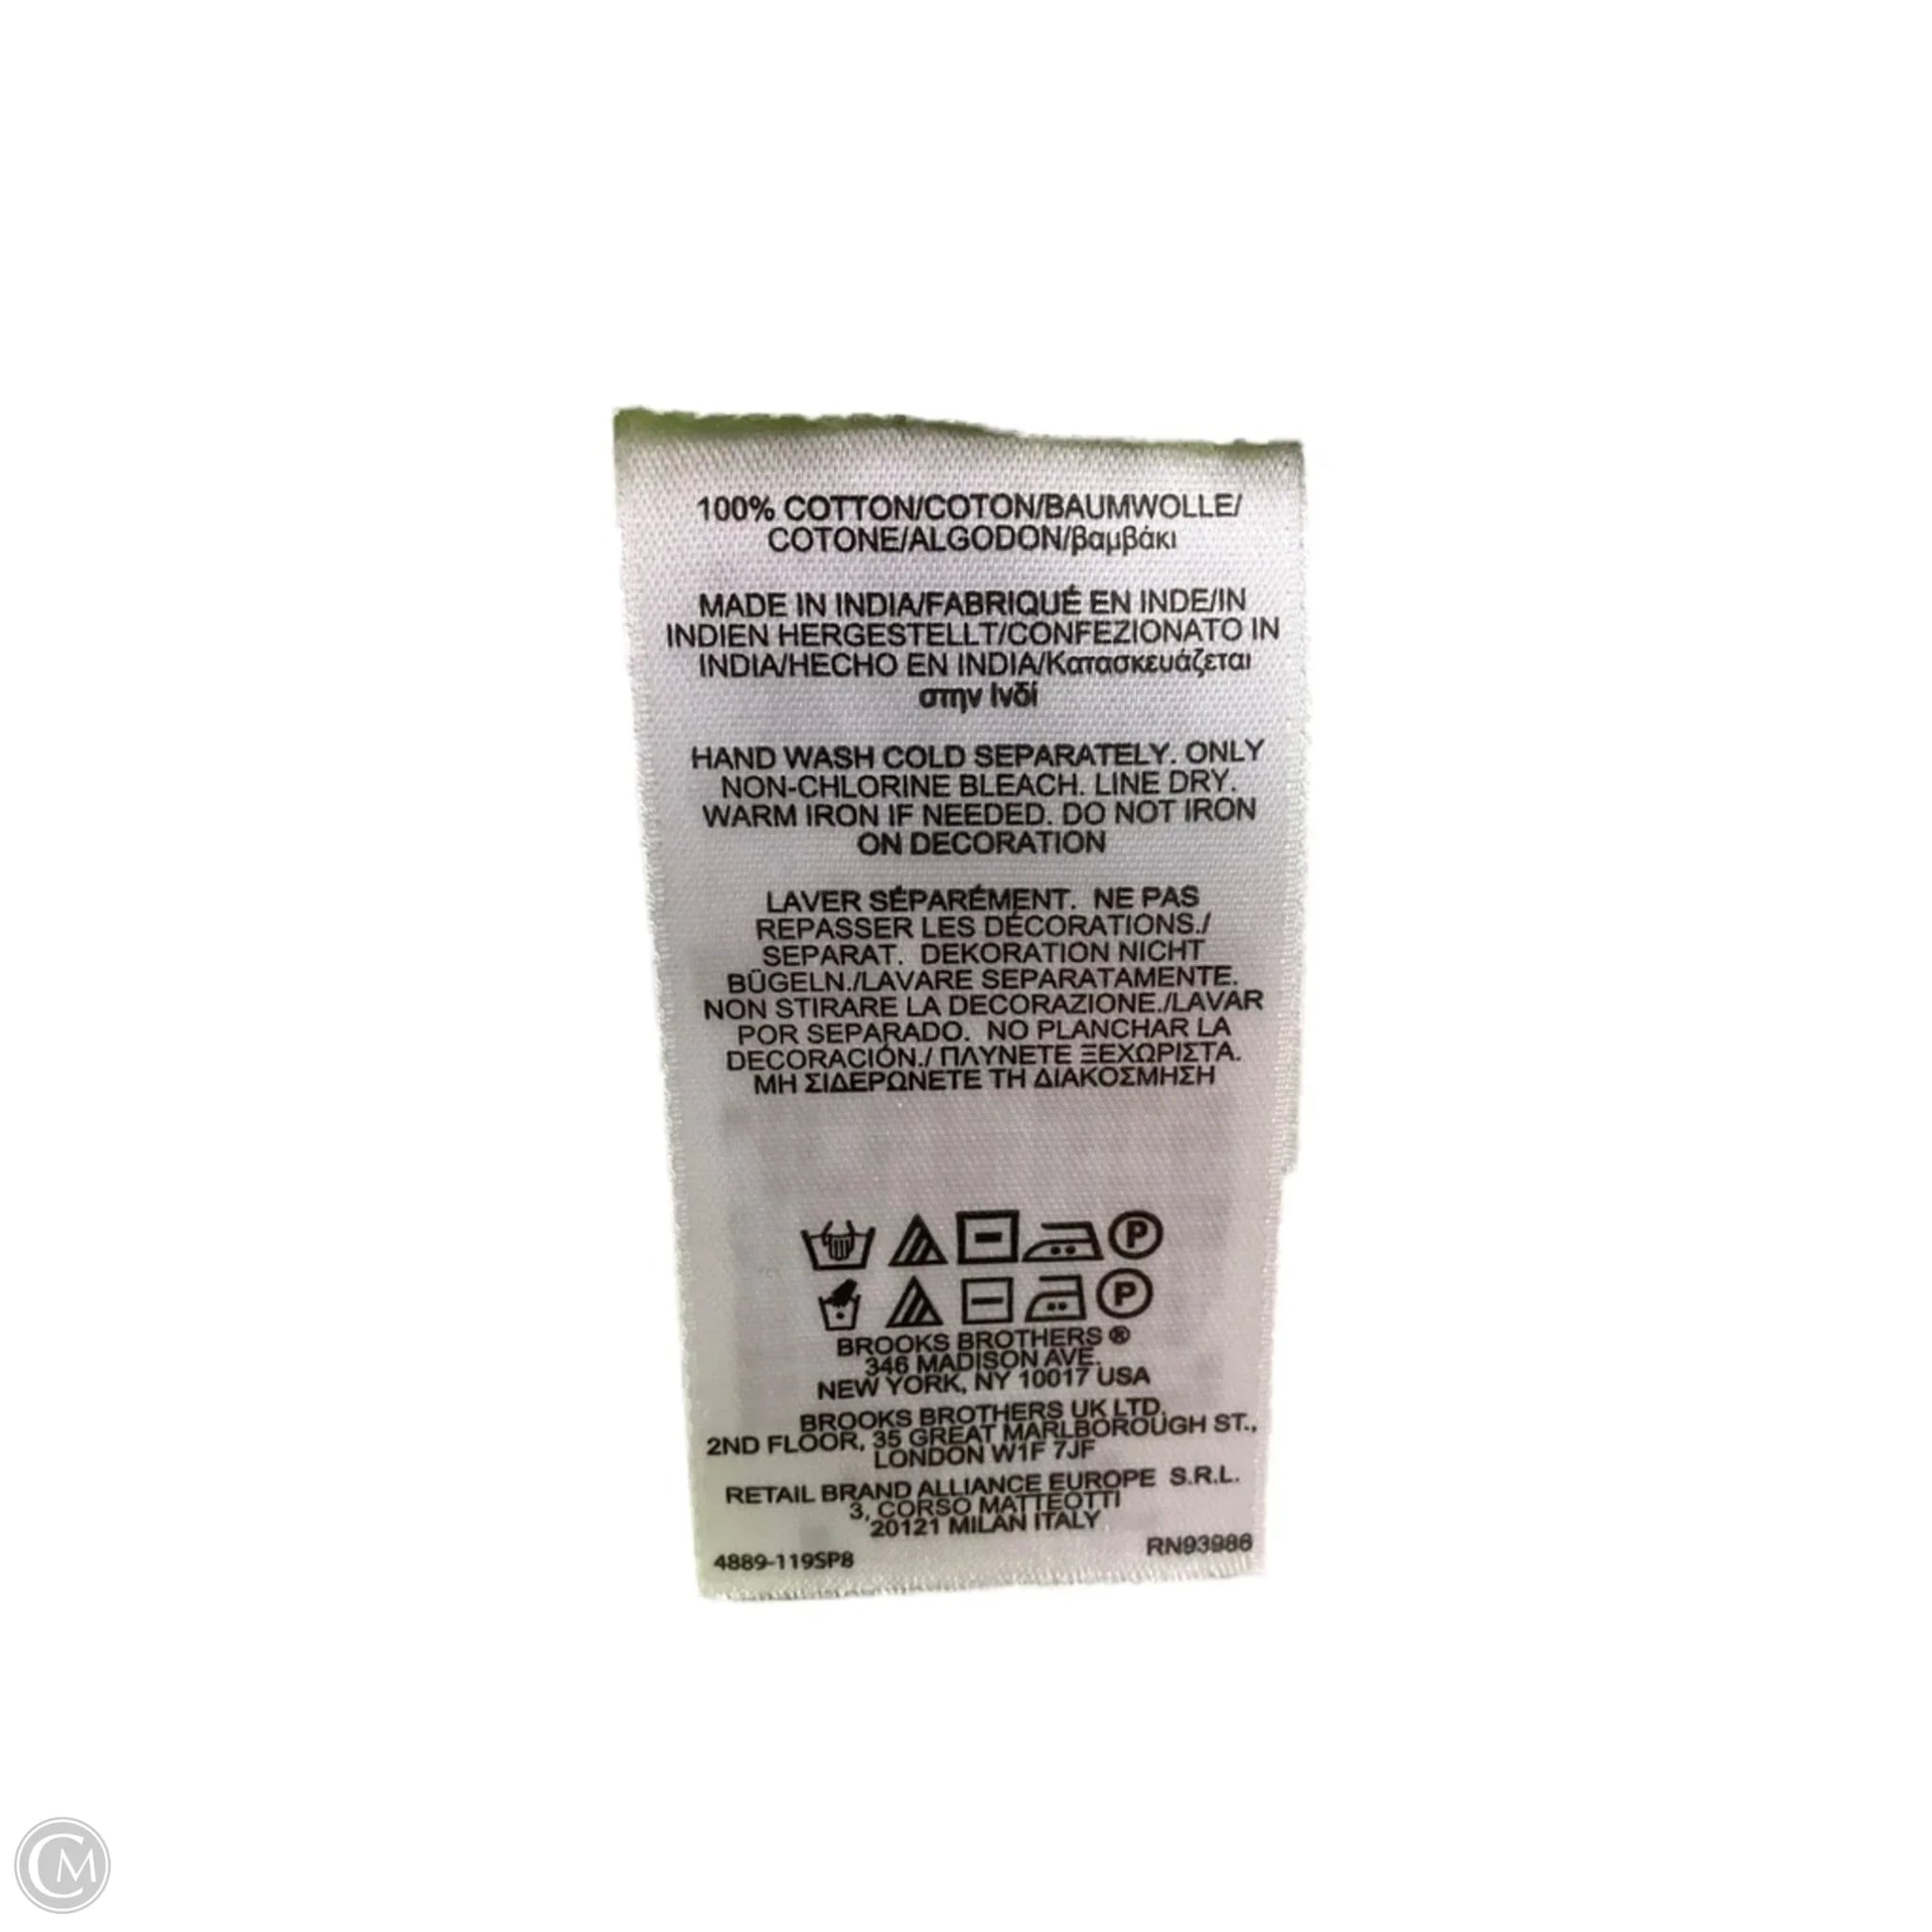 100% COTTON/COTON/BAUMWOLLE/
COTONE/ALGODON/βαμβάκι
MADE IN INDIA/FABRIQUÉ EN INDE/IN
INDIEN HERGESTELLT/CONFEZIONATO IN
INDIA/HECHO EN INDIA/Κατασκευάζεται
στην Ινδί
HAND WASH COLD SEPARATELY. ONLY
NON-CHLORINE BLEACH. LINE DRY.
WARM IRON IF NEEDED. DO NOT IRON
ON DECORATION
LAVER SÉPARÉMENT. NE PAS
REPASSER LES DÉCORATIONS./
SEPARAT. DEKORATION NICHT
BÜGELN./LAVARE SEPARATAMENTE.
NON STIRARE LA DECORAZIONE./LAVAR
POR SEPARADO. NO PLANCHAR LA
DECORACIÓN./ ΠΛΥΝΕΤΕ ΞΕΧΩΡΙΣΤΑ.
ΜΗ ΣΙΔΕΡΩΝΕΤΕ ΤΗ ΔΙΑΚΟΣΜΗΣΗ
P
P
BROOKS BROTHERS ®
346 MADISON AVE.
NEW YORK, NY 10017 USA
BROOKS BROTHERS UK LTD.
2ND FLOOR, 35 GREAT MARLBOROUGH ST.,
LONDON W1F 7JF
RETAIL BRAND ALLIANCE EUROPE S.R.L.
3, CORSO MATTEOTTI
20121 MILAN ITALY
4889-119SP8
RN93986
CM